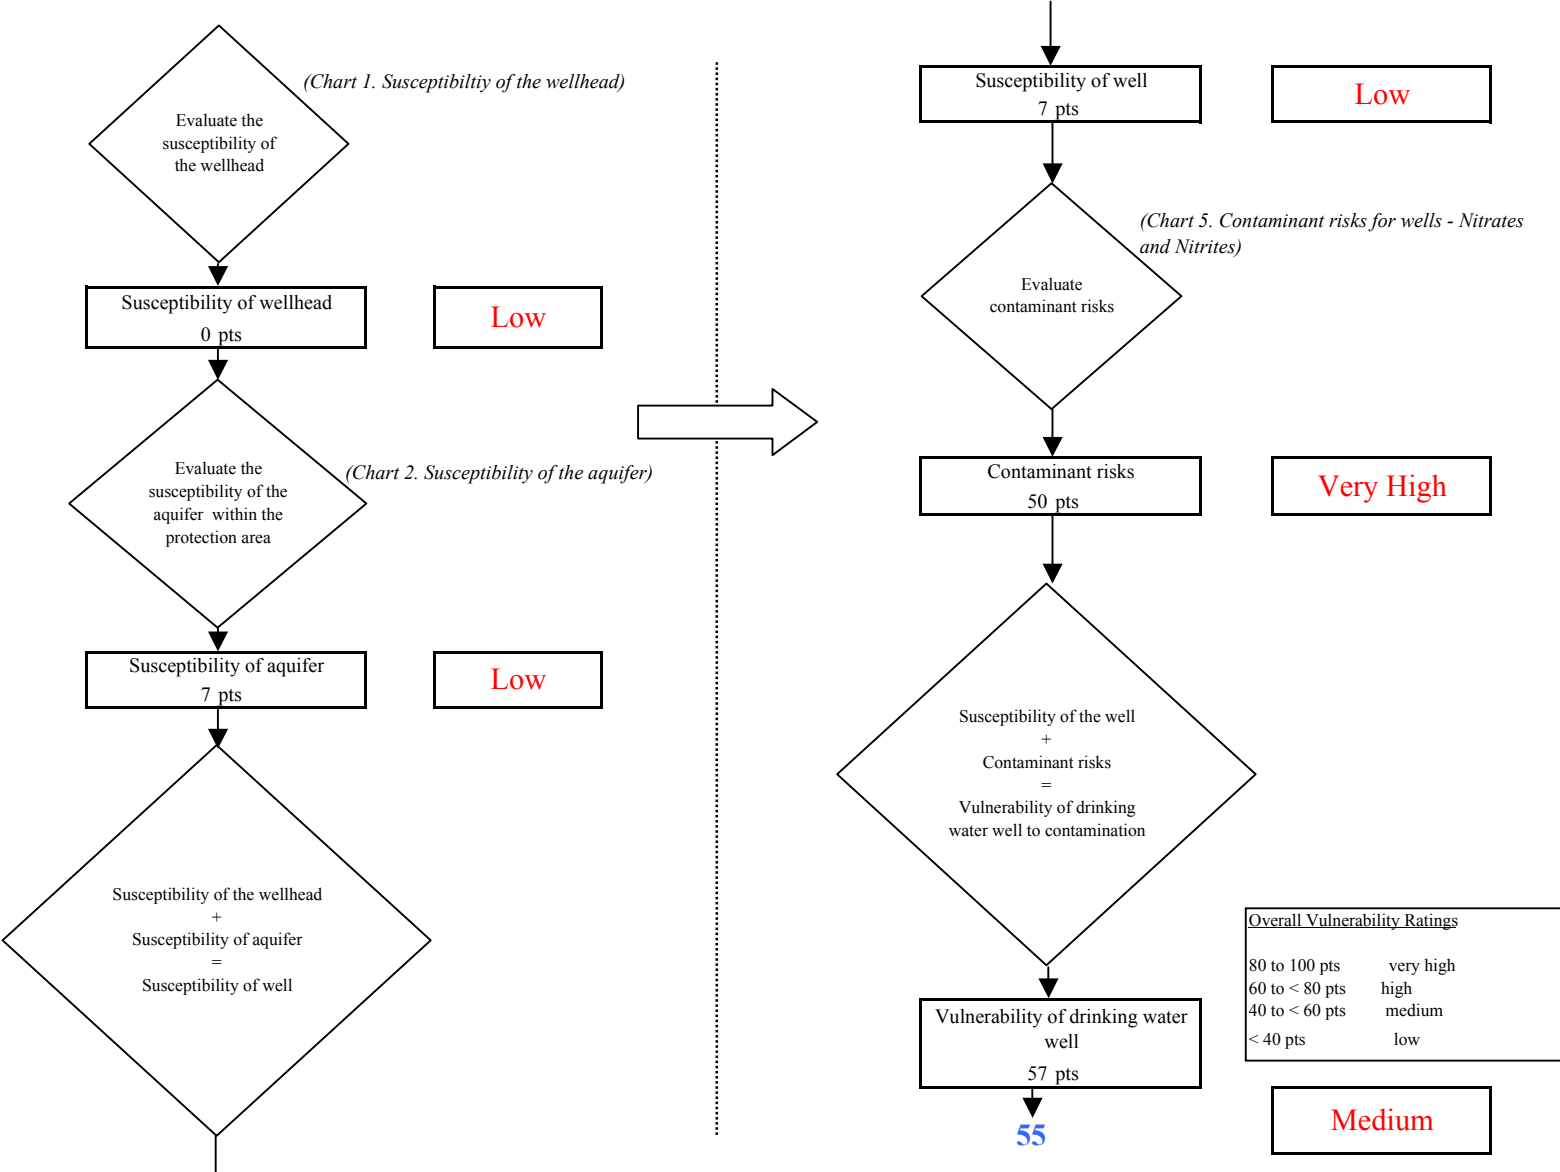 (Chart 1. Susceptibiltiy of the wellhead)
Evaluate the
susceptibility of
the wellhead
Susceptibility of wellhead
0 pts
Low
Evaluate the
susceptibility of the
aquifer within the
protection area
(Chart 2. Susceptibility of the aquifer)
Susceptibility of aquifer
7 pts
Low
Susceptibility of the wellhead
+
Susceptibility of aquifer
=
Susceptibility of well
Susceptibility of well
7 pts
Low
(Chart 5. Contaminant risks for wells - Nitrates
and Nitrites)
Evaluate
contaminant risks
Contaminant risks
50 pts
Very High
Susceptibility of the well
+
Contaminant risks
=
Vulnerability of drinking
water well to contamination
Overall Vulnerability Ratings
80 to 100 pts very high
60 to < 80 pts high
40 to < 60 pts medium
< 40 pts low
Vulnerability of drinking water
well
57 pts
55
Medium